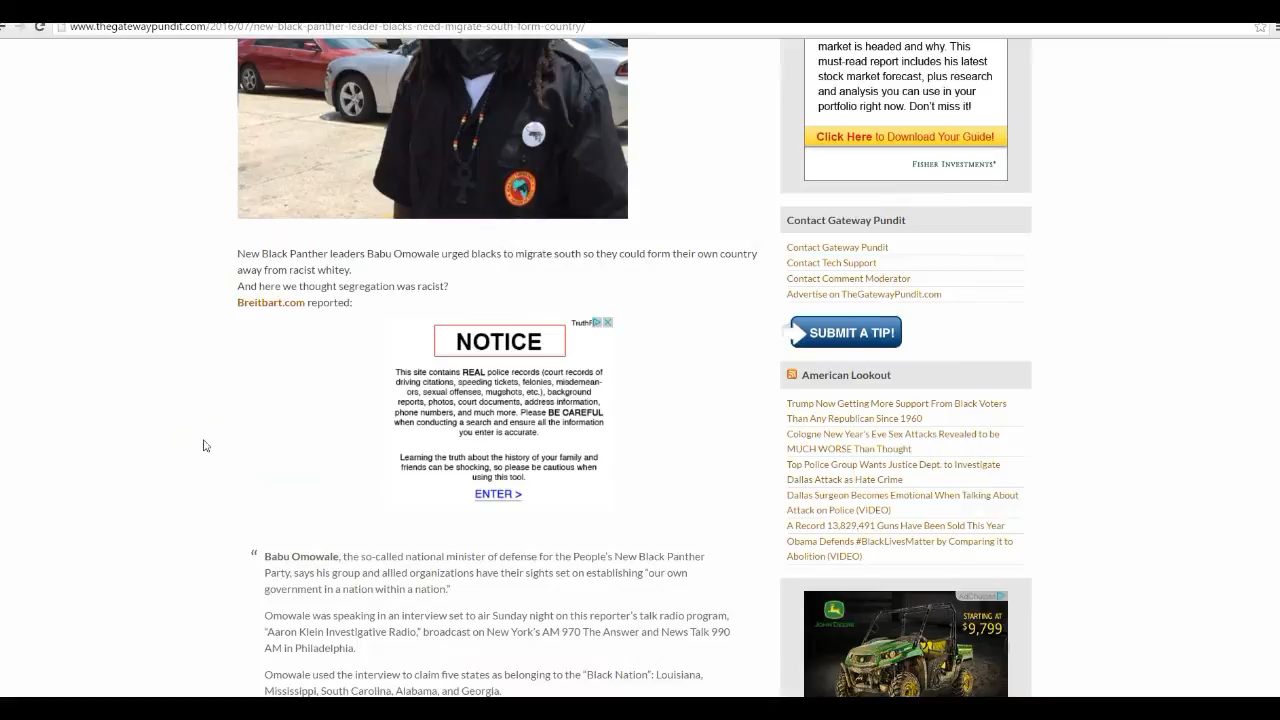 www.thegatewaypundit.com/2016/07/new-black-panther-leader-blacks-need-migrate-south-form-country/
market is headed and why. This
must-read report includes his latest
stock market forecast, plus research
and analysis you can use in your
portfolio right now. Don't miss it!
Click Here to Download Your Guide!
FISHER INVESTMENTS®
New Black Panther leaders Babu Omowale urged blacks to migrate south so they could form their own country
away from racist whitey.
And here we thought segregation was racist?
Breitbart.com reported:
NOTICE
This site contains REAL police records (court records of
driving citations, speeding tickets, felonies, misdemean-
ors, sexual offenses, mugshots, etc.), background
reports, photos, court documents, address information,
phone numbers, and much more. Please BE CAREFUL
when conducting a search and ensure all the information
you enter is accurate.
Learning the truth about the history of your family and
friends can be shocking, so please be cautious when
using this tool.
ENTER >
“ Babu Omowale, the so-called national minister of defense for the People's New Black Panther
Party, says his group and allied organizations have their sights set on establishing “our own
government in a nation within a nation.”
Omowale was speaking in an interview set to air Sunday night on this reporter's talk radio program,
“Aaron Klein Investigative Radio,” broadcast on New York's AM 970 The Answer and News Talk 990
AM in Philadelphia.
Omowale used the interview to claim five states as belonging to the “Black Nation”: Louisiana,
Mississippi, South Carolina, Alabama, and Georgia.
Contact Gateway Pundit
Contact Gateway Pundit
Contact Tech Support
Contact Comment Moderator
Advertise on TheGatewayPundit.com
SUBMIT A TIP!
American Lookout
Trump Now Getting More Support From Black Voters
Than Any Republican Since 1960
Cologne New Year's Eve Sex Attacks Revealed to be
MUCH WORSE Than Thought
Top Police Group Wants Justice Dept. to Investigate
Dallas Attack as Hate Crime
Dallas Surgeon Becomes Emotional When Talking About
Attack on Police (VIDEO)
A Record 13,829,491 Guns Have Been Sold This Year
Obama Defends #BlackLivesMatter by Comparing it to
Abolition (VIDEO)
AdChoices
JOHN DEERE
STARTING AT
$9,799